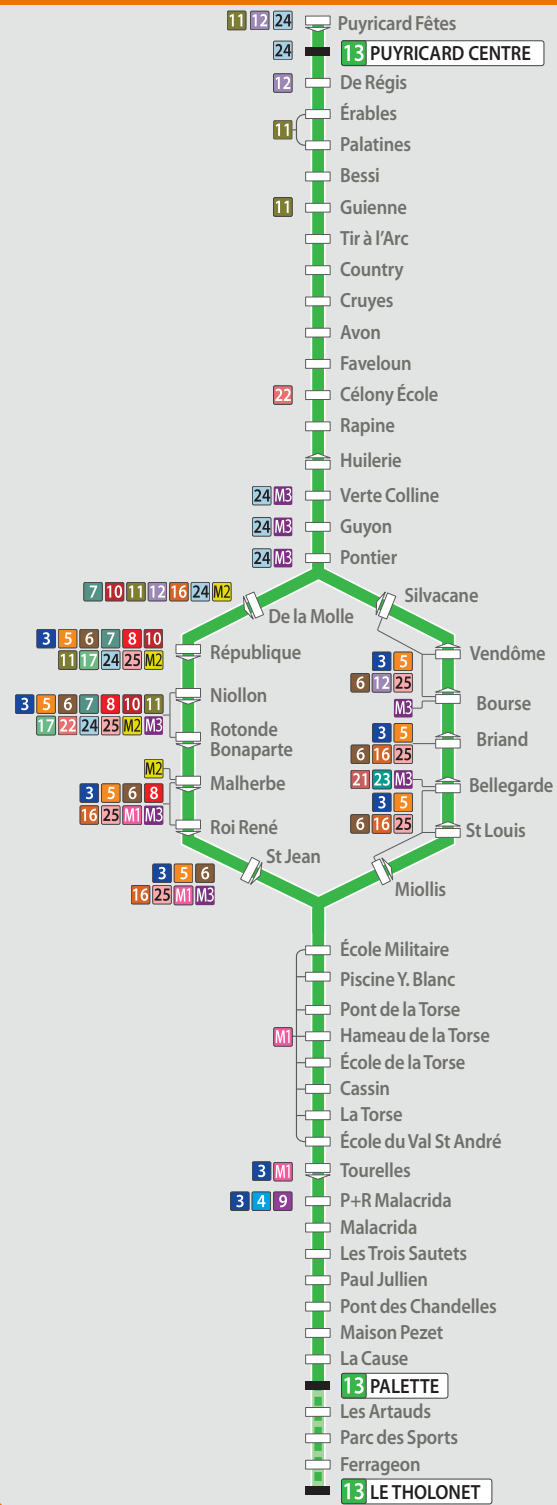 11 12 24 Puyricard Fêtes
24 13 PUYRICARD CENTRE
12 De Régis
Érables
11
Palatines
Bessi
11 Guienne
Tir à l'Arc
Country
Cruyes
Avon
Faveloun
22 Célony École
Rapine
Huilerie
24 M3 Verte Colline
24 M3 Guyon
24 M3 Pontier
7 10 11 12 16 24 M2
De la Molle
3 5 6 7 8 10
11 17 24 25 M2
République
Niollon
3 5 6 7 8 10 11
17 22 24 25 M2 M3
Rotonde
Bonaparte
M2
Malherbe
3 5 6 8
16 25 M1 M3
Roi René
St Jean
3 5 6
16 25 M1 M3
Silvacane
Vendôme
3 5
6 12 25
M3
Bourse
3 5
6 16 25
Briand
21 23 M3
Bellegarde
3 5
6 16 25
St Louis
Miollis
École Militaire
Piscine Y. Blanc
Pont de la Torse
M1 Hameau de la Torse
École de la Torse
Cassin
La Torse
École du Val St André
3 M1 Tourelles
3 4 9 P+R Malacrida
Malacrida
Les Trois Sautets
Paul Jullien
Pont des Chandelles
Maison Pezet
La Cause
13 PALETTE
Les Artauds
Parc des Sports
Ferrageon
13 LE THOLONET